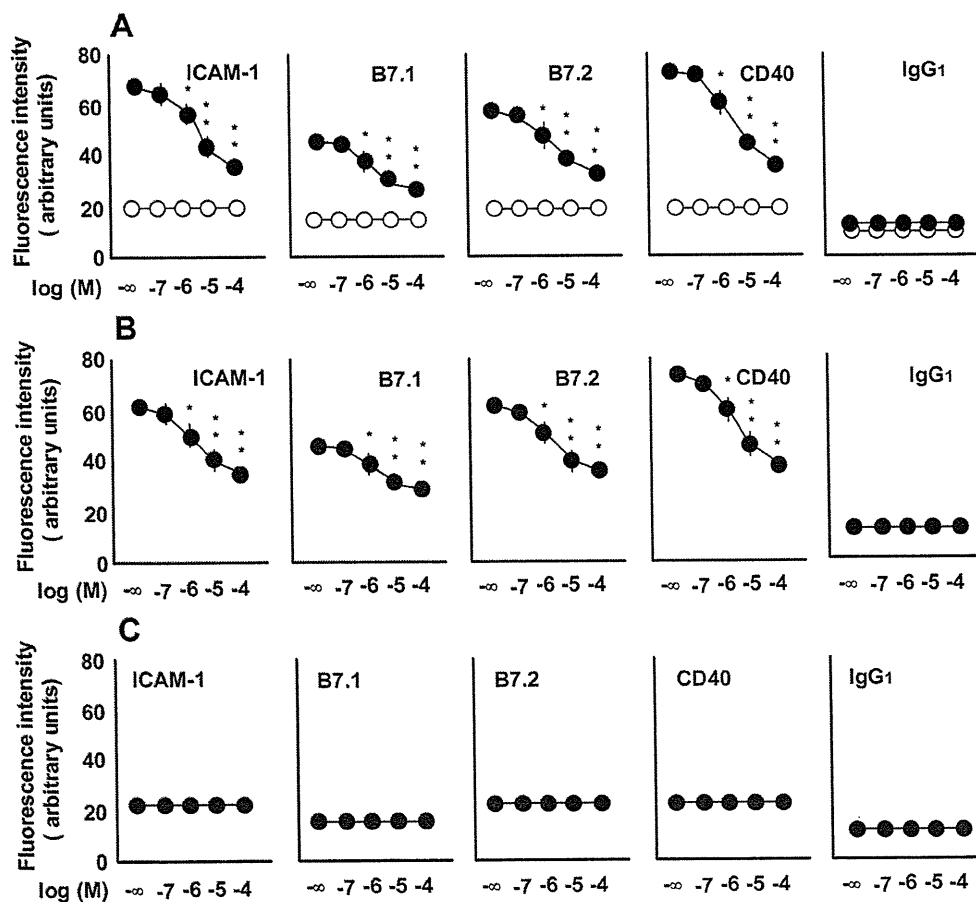 A
Fluorescence intensity
( arbitrary units)
80
60
40
20
0
ICAM-1
*
*
*
*
*
B7.1
*
*
*
*
*
B7.2
*
*
*
*
*
CD40
*
*
*
*
*
IgG1
log (M) -∞ -7 -6 -5 -4 -∞ -7 -6 -5 -4 -∞ -7 -6 -5 -4 -∞ -7 -6 -5 -4 -∞ -7 -6 -5 -4
B
Fluorescence intensity
( arbitrary units)
80
60
40
20
0
ICAM-1
*
*
*
*
*
B7.1
*
*
*
*
*
B7.2
*
*
*
*
*
CD40
*
*
*
*
*
IgG1
log (M) -∞ -7 -6 -5 -4 -∞ -7 -6 -5 -4 -∞ -7 -6 -5 -4 -∞ -7 -6 -5 -4 -∞ -7 -6 -5 -4
C
Fluorescence intensity
( arbitrary units)
80
60
40
20
0
ICAM-1
B7.1
B7.2
CD40
IgG1
log (M) -∞ -7 -6 -5 -4 -∞ -7 -6 -5 -4 -∞ -7 -6 -5 -4 -∞ -7 -6 -5 -4 -∞ -7 -6 -5 -4